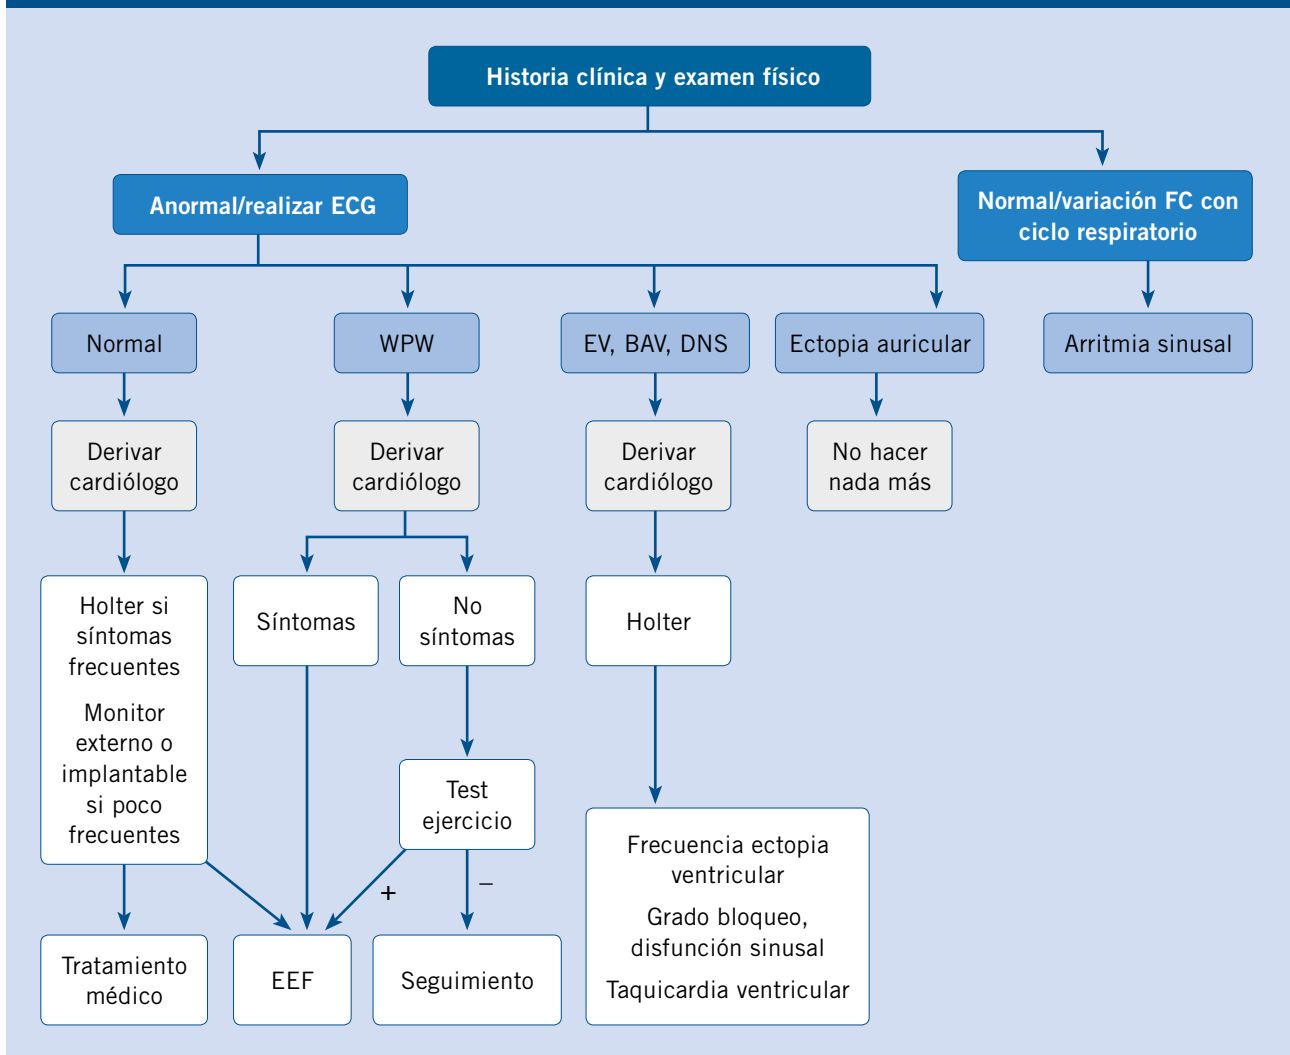 Historia clínica y examen físico
Anormal/realizar ECG
Normal/variación FC con
ciclo respiratorio
Normal
WPW
EV, BAV, DNS
Ectopia auricular
Arritmia sinusal
Derivar
cardiólogo
Derivar
cardiólogo
Derivar
cardiólogo
No hacer
nada más
Holter si
síntomas
frecuentes
Monitor
externo o
implantable
si poco
frecuentes
Síntomas
No
síntomas
Holter
Test
ejercicio
+
–
Frecuencia ectopia
ventricular
Grado bloqueo,
disfunción sinusal
Taquicardia ventricular
Tratamiento
médico
EEF
Seguimiento